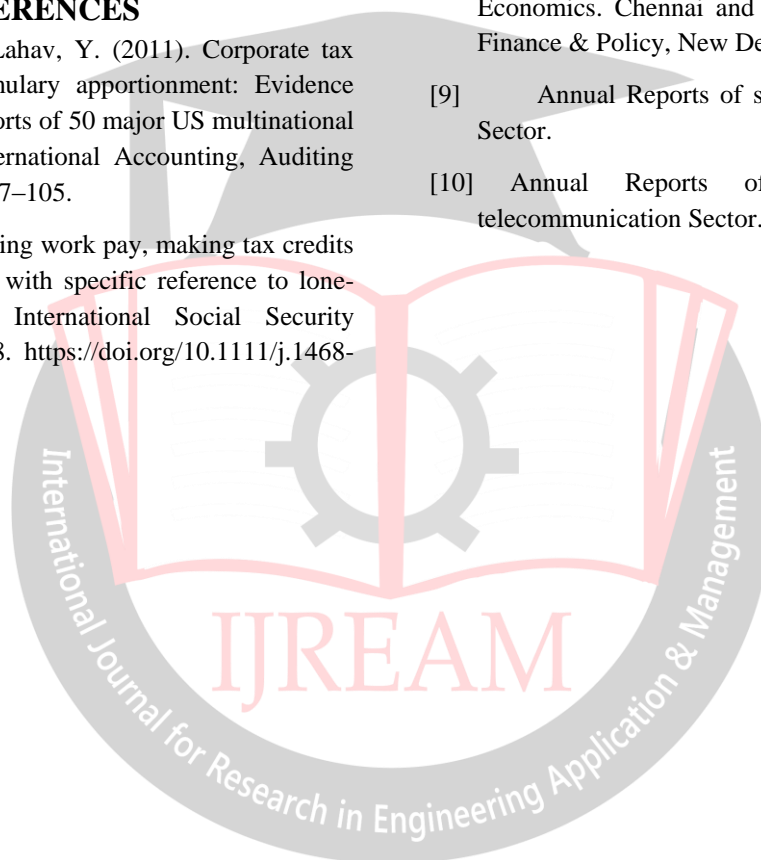 ERENCES
Lahav, Y. (2011). Corporate tax
ulary apportionment: Evidence
orts of 50 major US multinational
ernational Accounting, Auditing
7–105.
ing work pay, making tax credits
with specific reference to lone-
International Social Security
8. https://doi.org/10.1111/j.1468-
Economics. Chennai and
Finance & Policy, New De
[9] Annual Reports of s
Sector.
[10] Annual Reports of
telecommunication Sector.
IJREAM
International Journal for Research in Engineering Application & Management